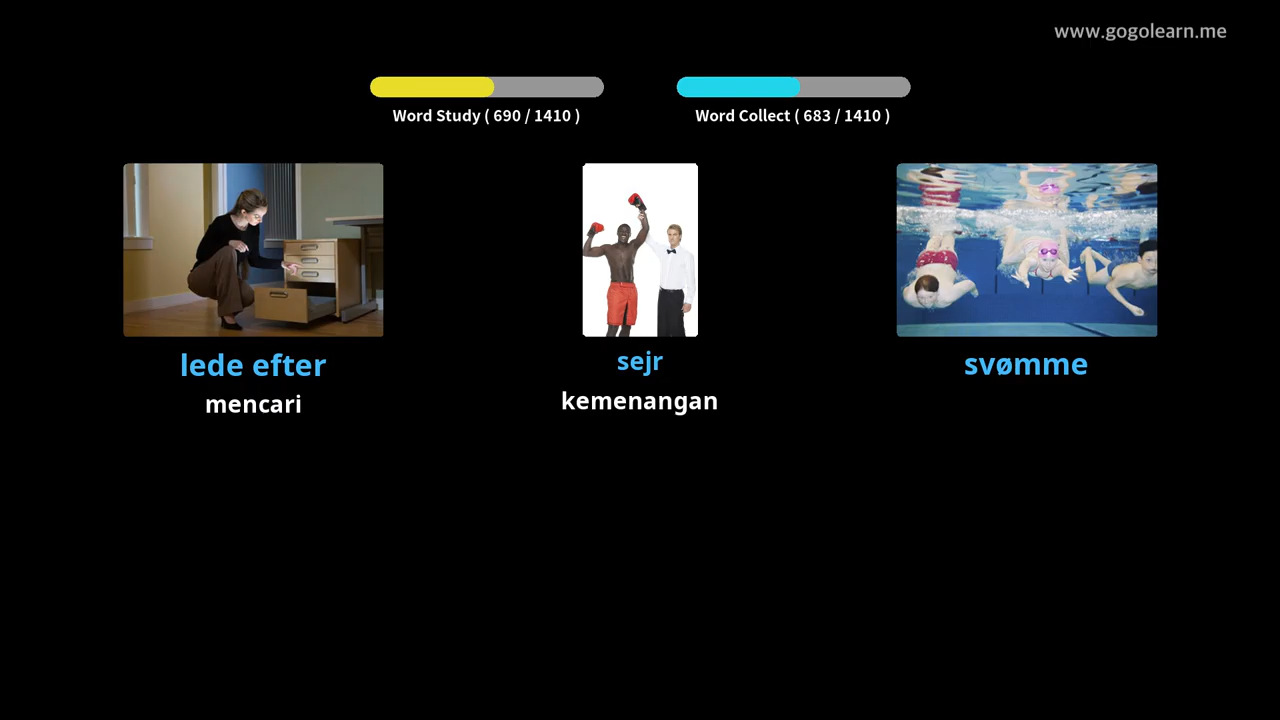 www.gogolearn.me
Word Study ( 690 / 1410 )
Word Collect ( 683 / 1410 )
lede efter
mencari
sejr
kemenangan
svømme